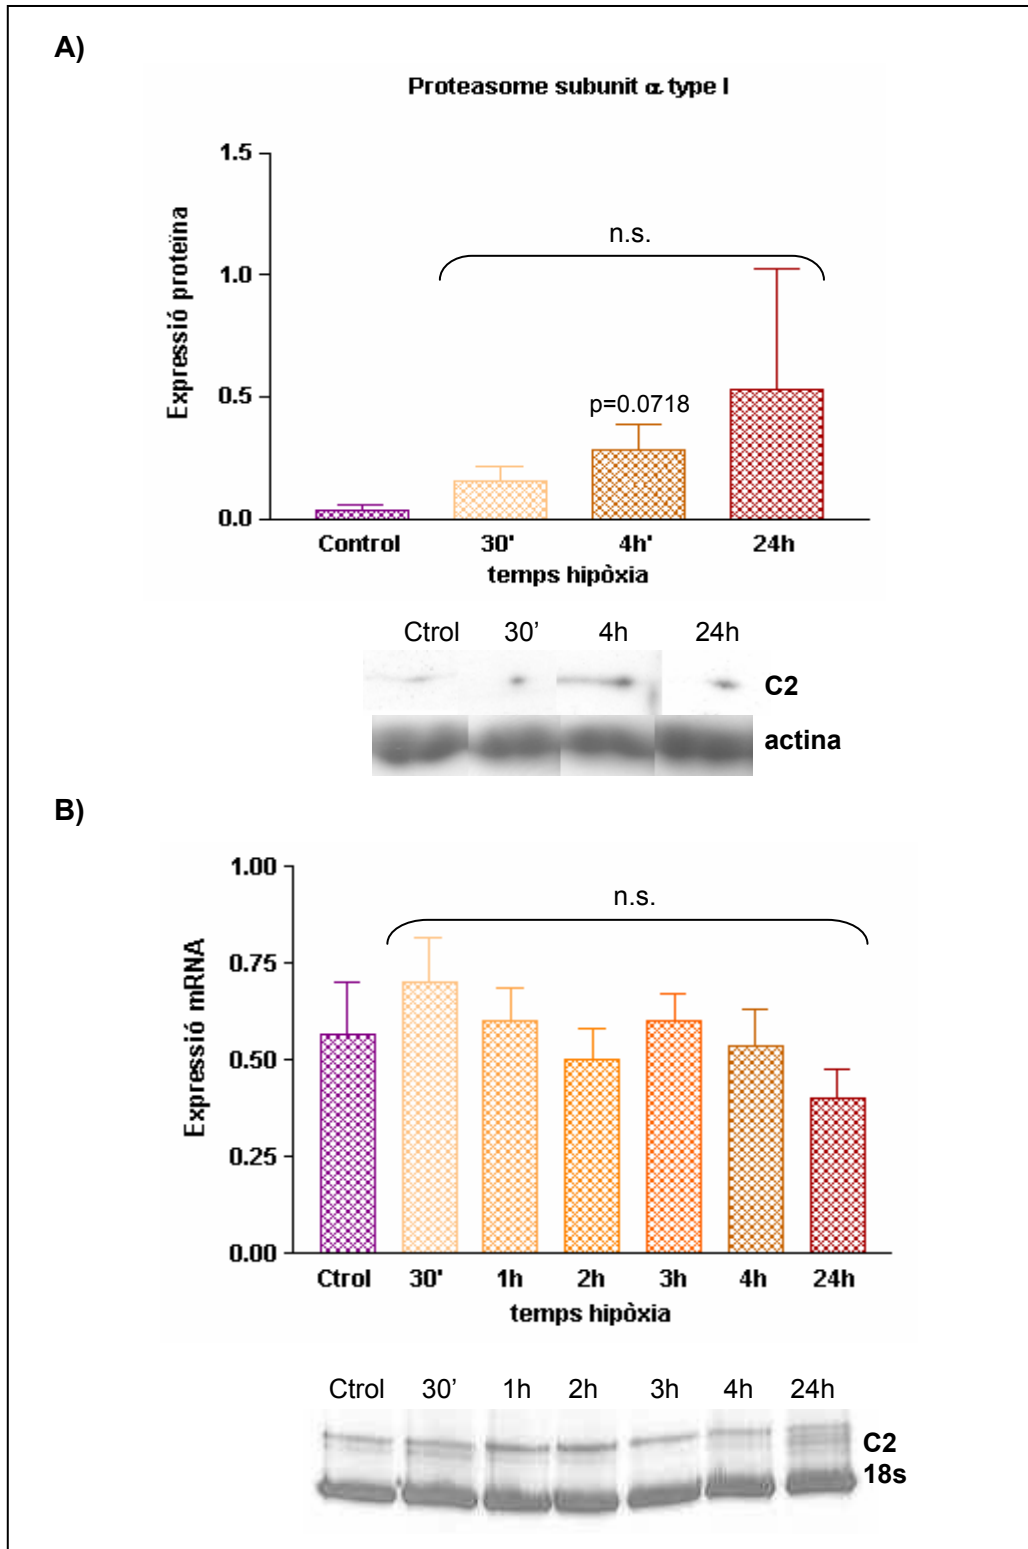 A)
Proteasome subunit α type I
Expressió proteïna
1.5
1.0
0.5
0.0
n.s.
p=0.0718
Control 30' 4h' 24h
temps hipòxia
Ctrol 30’ 4h 24h
C2
actina
B)
Expressió mRNA
1.00
0.75
0.50
0.25
0.00
n.s.
Ctrol 30' 1h 2h 3h 4h 24h
temps hipòxia
Ctrol 30’ 1h 2h 3h 4h 24h
C2
18s